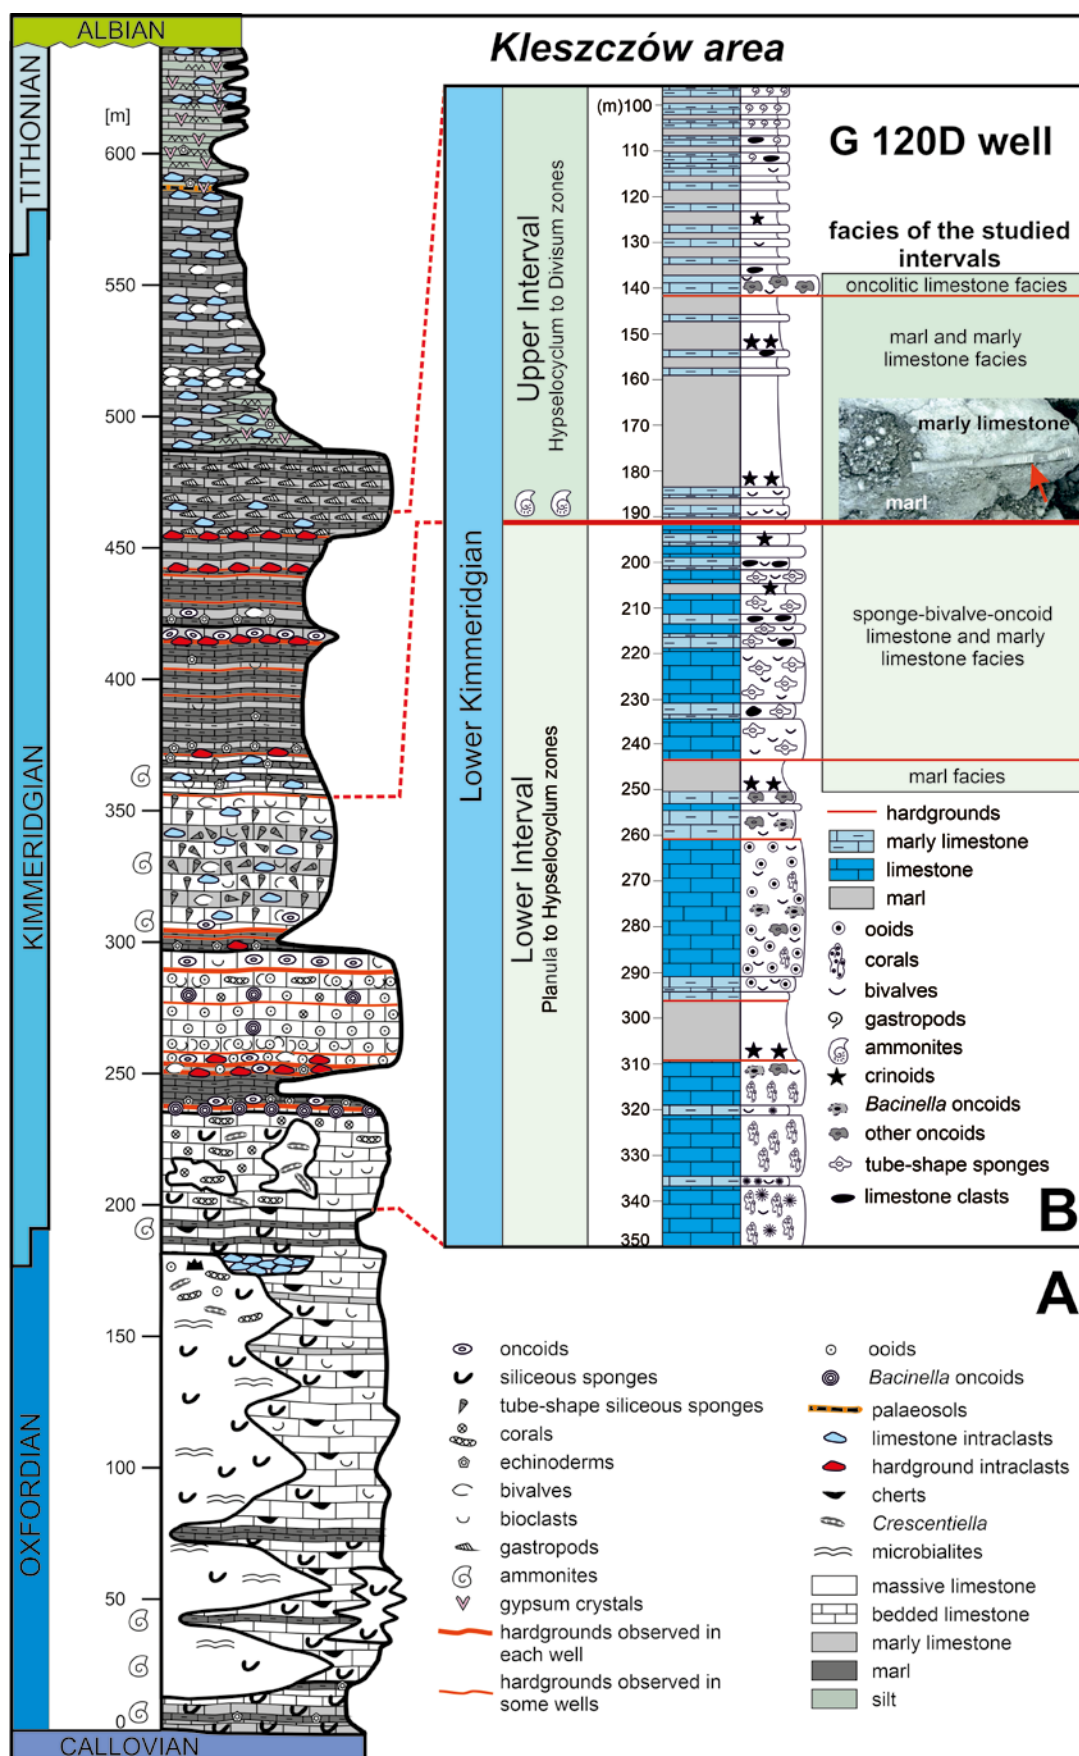 ALBIAN
TITHONIAN
KIMMERIDGIAN
OXFORDIAN
CALLOVIAN
[m]
600
550
500
450
400
350
300
250
200
150
100
50
0
Kleszczów area
G 120D well
facies of the studied
intervals
Lower Kimmeridgian
Upper Interval
Hypselocyclum to Divisum zones
Lower Interval
Planula to Hypselocyclum zones
(m)100
110
120
130
140
150
160
170
180
190
200
210
220
230
240
250
260
270
280
290
300
310
320
330
340
350
oncolitic limestone facies
marl and marly
limestone facies
marly limestone
marl
sponge-bivalve-oncoid
limestone and marly
limestone facies
marl facies
hardgrounds
marly limestone
limestone
marl
ooids
corals
bivalves
gastropods
ammonites
crinoids
Bacinella oncoids
other oncoids
tube-shape sponges
limestone clasts
B
A
oncoids
siliceous sponges
tube-shape siliceous sponges
corals
echinoderms
bivalves
bioclasts
gastropods
ammonites
gypsum crystals
hardgrounds observed in
each well
hardgrounds observed in
some wells
ooids
Bacinella oncoids
palaeosols
limestone intraclasts
hardground intraclasts
cherts
Crescentiella
microbialites
massive limestone
bedded limestone
marly limestone
marl
silt